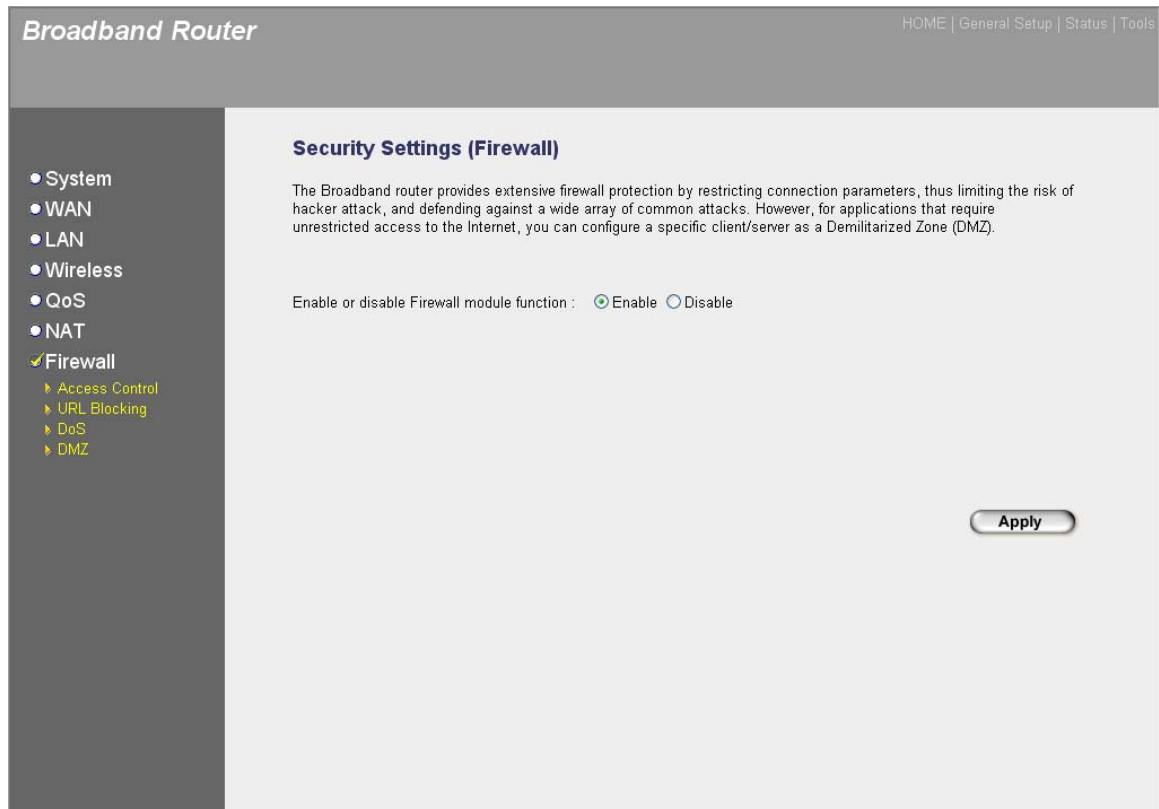 Broadband Router
HOME | General Setup | Status | Tools
System
WAN
LAN
Wireless
QoS
NAT
Firewall
Access Control
URL Blocking
DoS
DMZ
Security Settings (Firewall)
The Broadband router provides extensive firewall protection by restricting connection parameters, thus limiting the risk of
hacker attack, and defending against a wide array of common attacks. However, for applications that require
unrestricted access to the Internet, you can configure a specific client/server as a Demilitarized Zone (DMZ).
Enable or disable Firewall module function : Enable Disable
Apply